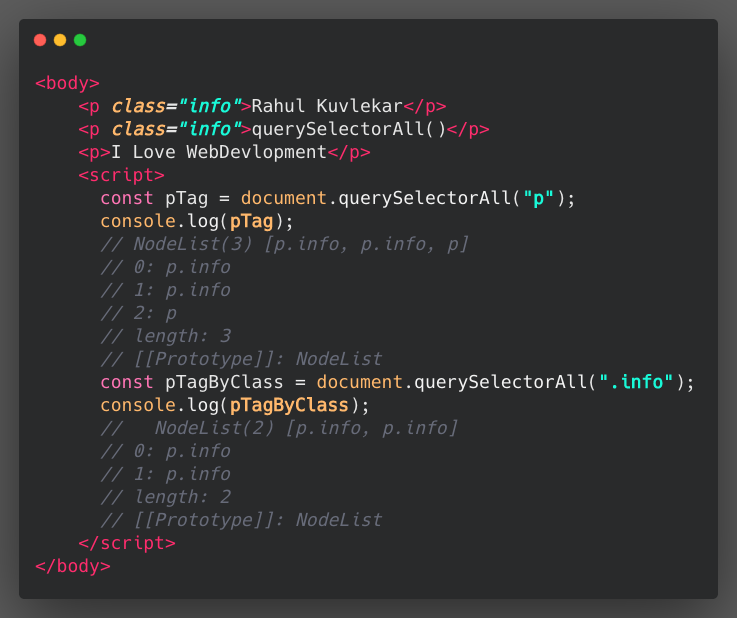 <body>
    <p class="info">Rahul Kuvlekar</p>
    <p class="info">querySelectorAll()</p>
    <p>I Love WebDevlopment</p>
    <script>
      const pTag = document.querySelectorAll("p");
      console.log(pTag);
      // NodeList(3) [p.info, p.info, p]
      // 0: p.info
      // 1: p.info
      // 2: p
      // length: 3
      // [[Prototype]]: NodeList
      const pTagByClass = document.querySelectorAll(".info");
      console.log(pTagByClass);
      //   NodeList(2) [p.info, p.info]
      // 0: p.info
      // 1: p.info
      // length: 2
      // [[Prototype]]: NodeList
    </script>
</body>